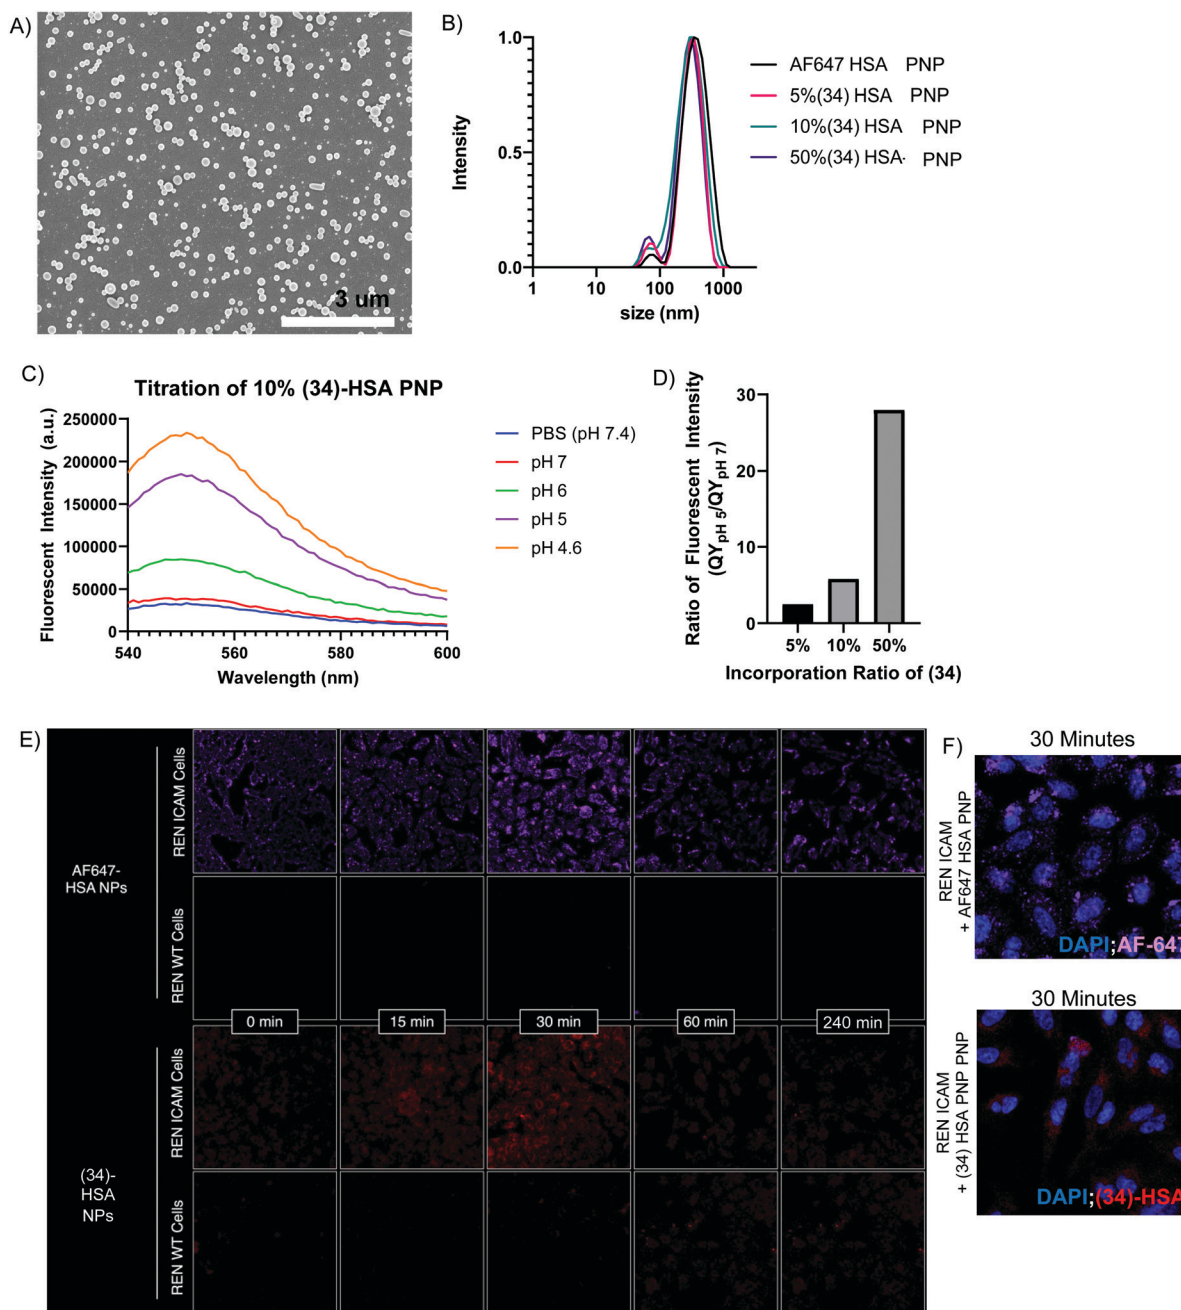 A)
3 um
B)
Intensity
1.0
0.5
0.0
1
10
100
1000
size (nm)
AF647 HSA PNP
5%(34) HSA PNP
10%(34) HSA PNP
50%(34) HSA· PNP
C)
Titration of 10% (34)-HSA PNP
Fluorescent Intensity (a.u.)
250000
200000
150000
100000
50000
0
540
560
580
600
Wavelength (nm)
PBS (pH 7.4)
pH 7
pH 6
pH 5
pH 4.6
D)
Ratio of Fluorescent Intensity
(QYpH 5/QYpH 7)
30
20
10
0
5%
10%
50%
Incorporation Ratio of (34)
E)
AF647-
HSA NPs
REN ICAM Cells
REN WT Cells
0 min
15 min
30 min
60 min
240 min
(34)-
HSA
NPs
REN ICAM Cells
REN WT Cells
F)
30 Minutes
REN ICAM
+ AF647 HSA PNP
DAPI;AF-647
30 Minutes
REN ICAM
+ (34) HSA PNP PNP
DAPI;(34)-HSA